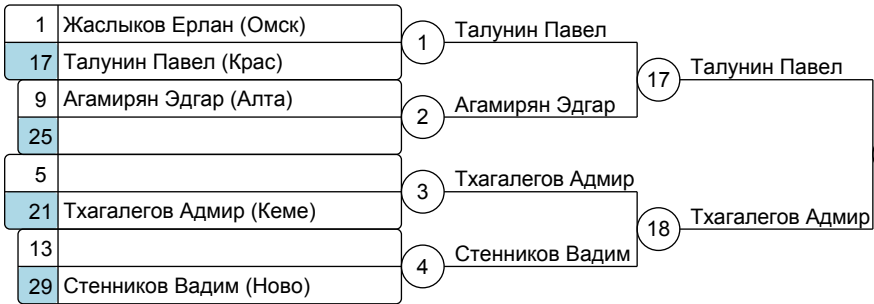 1 Жаслыков Ерлан (Омск)
17 Талунин Павел (Крас)
1 Талунин Павел
9 Агамирян Эдгар (Алта)
25
2 Агамирян Эдгар
17 Талунин Павел
5
21 Тхагалегов Адмир (Кеме)
3 Тхагалегов Адмир
13
29 Стенников Вадим (Ново)
4 Стенников Вадим
18 Тхагалегов Адмир